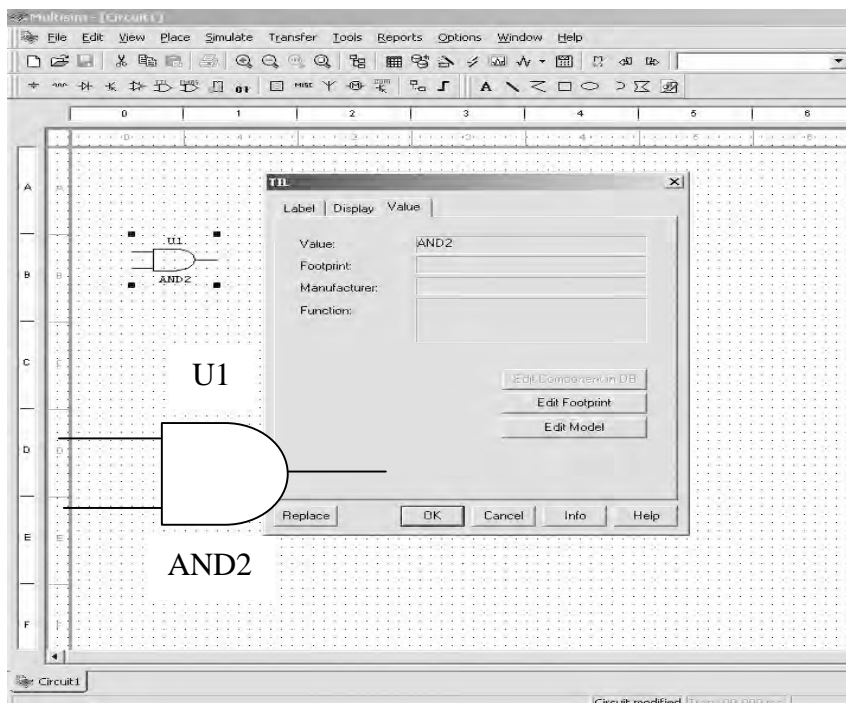 Multisim - [Circuit1]
File Edit View Place Simulate Transfer Tools Reports Options Window Help
MISC
A
0 1 2 3 4 5 6
TIL
Label Display Value
A
Value: AND2
Footprint:
Manufacturer:
Function:
U1
AND2
B B
C
U1
Edit Component in DB
Edit Footprint
Edit Model
D D
Replace OK Cancel Info Help
E E
AND2
F
Circuit1
Circuit modified